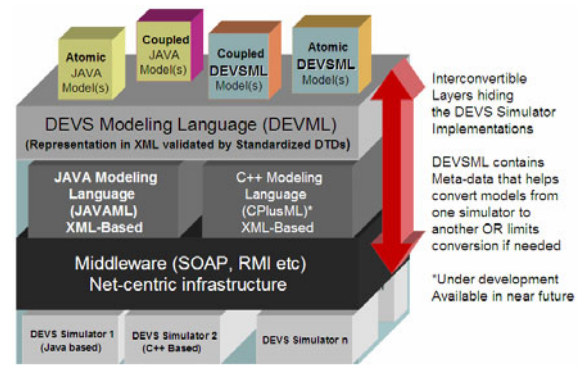 Atomic
JAVA
Model(s)
Coupled
JAVA
Model(s)
Coupled
DEVSML
Model(s)
Atomic
DEVSML
Model(s)
DEVS Modeling Language (DEVML)
(Representation in XML validated by Standardized DTDs)
JAVA Modeling
Language
(JAVAML)
XML-Based
C++ Modeling
Language
(CPlusML)*
XML-Based
Middleware (SOAP, RMI etc)
Net-centric infrastructure
DEVS Simulator 1
(Java based)
DEVS Simulator 2
(C++ Based)
DEVS Simulator n
Interconvertible
Layers hiding
the DEVS Simulator
Implementations
DEVSML contains
Meta-data that helps
convert models from
one simulator to
another OR limits
conversion if needed
*Under development
Available in near future